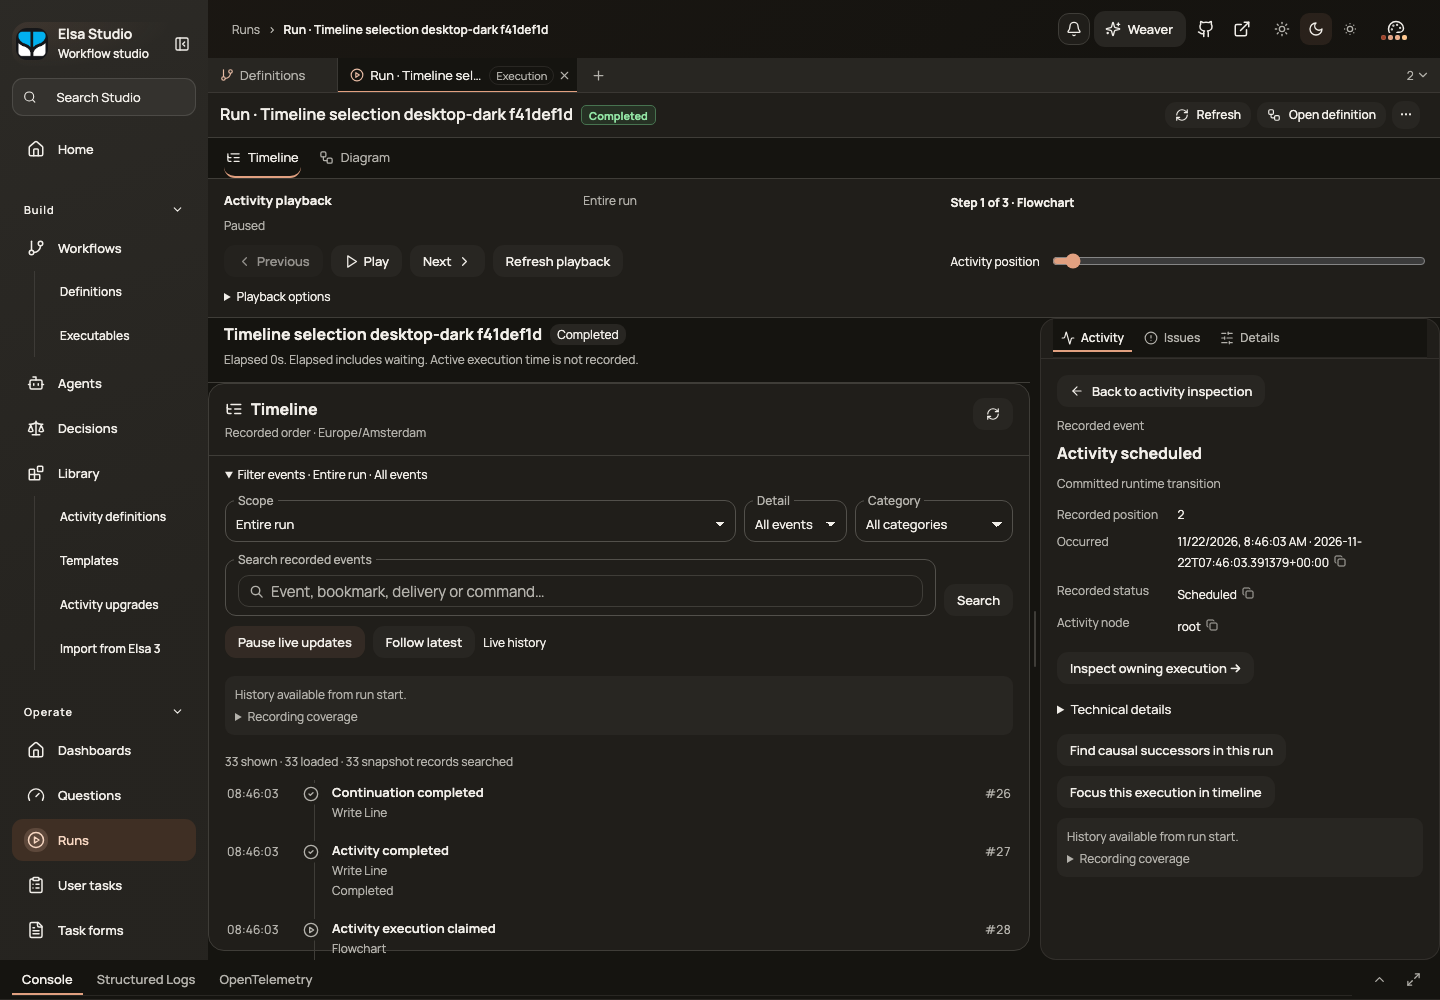 Elsa Studio
Workflow studio
Search Studio
Home
Build
Workflows
Definitions
Executables
Agents
Decisions
Library
Activity definitions
Templates
Activity upgrades
Import from Elsa 3
Operate
Dashboards
Questions
Runs
User tasks
Task forms
Runs › Run · Timeline selection desktop-dark f41def1d
Weaver
Definitions
Run · Timeline sel... Execution
2
Run · Timeline selection desktop-dark f41def1d Completed
Refresh
Open definition
Timeline
Diagram
Activity playback
Entire run
Step 1 of 3 · Flowchart
Paused
Previous
Play
Next
Refresh playback
Activity position
Playback options
Timeline selection desktop-dark f41def1d Completed
Elapsed 0s. Elapsed includes waiting. Active execution time is not recorded.
Timeline
Recorded order · Europe/Amsterdam
Filter events · Entire run · All events
Scope
Entire run
Detail
All events
Category
All categories
Search recorded events
Event, bookmark, delivery or command...
Search
Pause live updates
Follow latest
Live history
History available from run start.
Recording coverage
33 shown · 33 loaded · 33 snapshot records searched
08:46:03 Continuation completed #26
Write Line
08:46:03 Activity completed #27
Write Line
Completed
08:46:03 Activity execution claimed #28
Flowchart
Activity
Issues
Details
Back to activity inspection
Recorded event
Activity scheduled
Committed runtime transition
Recorded position 2
Occurred 11/22/2026, 8:46:03 AM · 2026-11-
22T07:46:03.391379+00:00
Recorded status Scheduled
Activity node root
Inspect owning execution →
Technical details
Find causal successors in this run
Focus this execution in timeline
History available from run start.
Recording coverage
Console
Structured Logs
OpenTelemetry